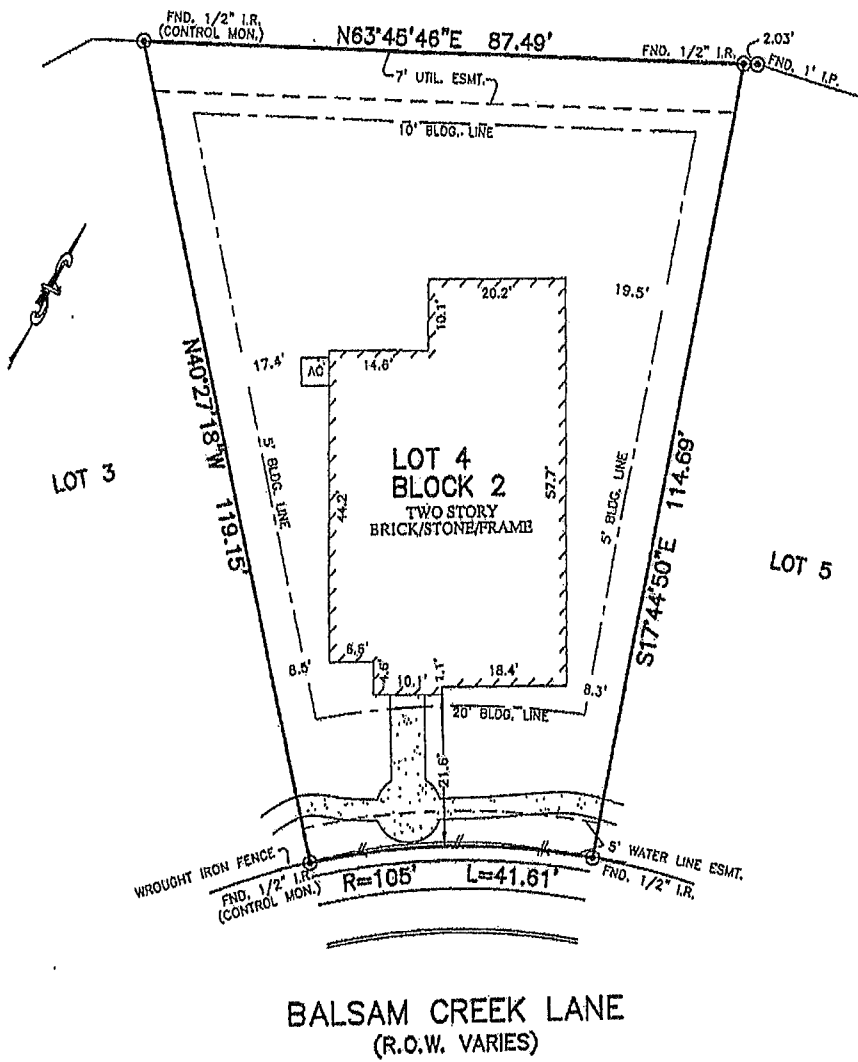 FND. 1/2" I.R.
(CONTROL MON.)
N63°45'46"E 87.49'
FND. 1/2" I.R.
2.03'
FND. 1' I.P.
7' UTIL. ESMT.
10' BLDG. LINE
20.2'
19.5'
10.1'
17.4'
AC
14.6'
N40°27'18"W 119.15'
5' BLDG. LINE
LOT 3
LOT 4
BLOCK 2
TWO STORY
BRICK/STONE/FRAME
44.2'
57.7'
5' BLDG. LINE
S17°44'50"E 114.69'
LOT 5
6.6'
8.5'
4.6'
10.1'
1.1'
18.4'
8.3'
20' BLDG. LINE
21.6'
WROUGHT IRON FENCE
5' WATER LINE ESMT.
FND. 1/2" I.R.
(CONTROL MON.)
R=105' L=41.61'
FND. 1/2" I.R.
BALSAM CREEK LANE
(R.O.W. VARIES)